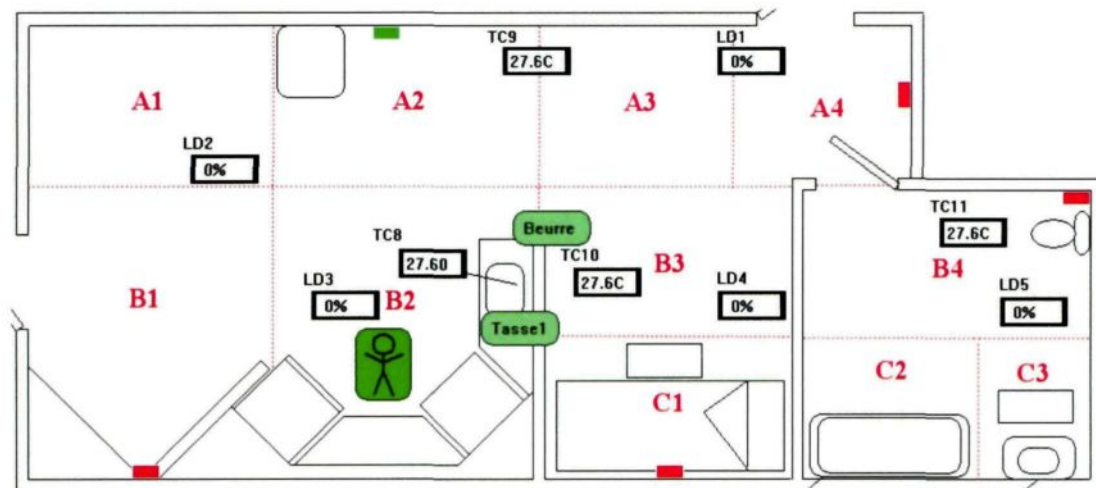 TC9
27.6C
LD1
0%
A1
A2
A3
A4
LD2
0%
Beurre
TC11
27.6C
TC8
27.60
TC10
27.6C
B3
B4
B1
LD3
0%
B2
LD4
0%
LD5
0%
Tasse1
C1
C2
C3